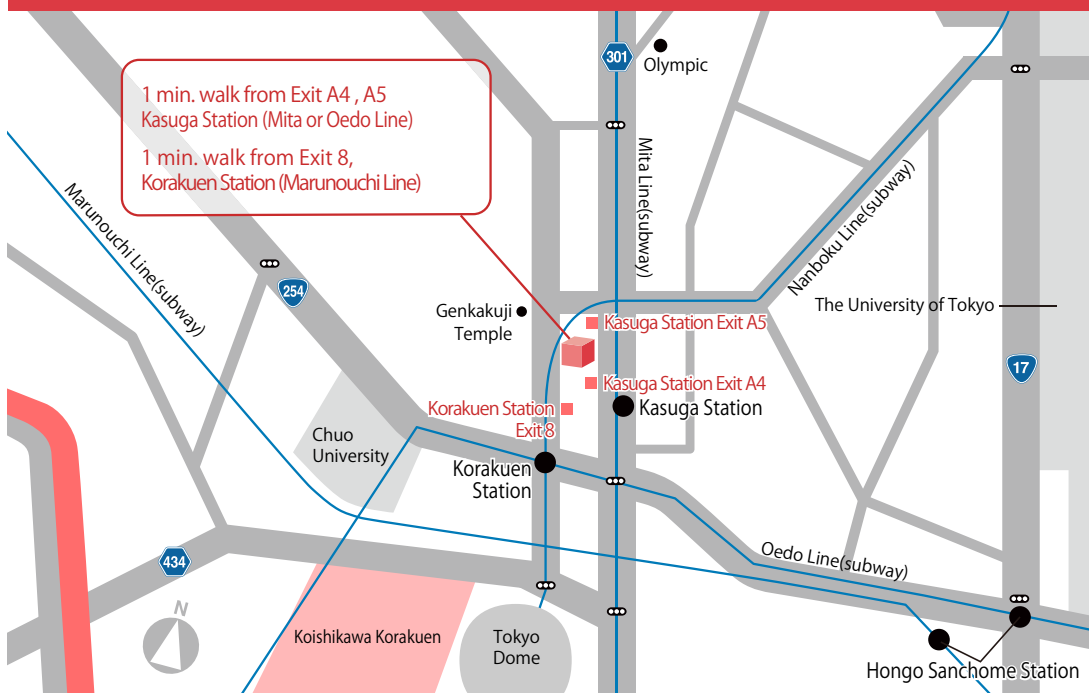 301
Olympic
1 min. walk from Exit A4 , A5
Kasuga Station (Mita or Oedo Line)
1 min. walk from Exit 8,
Korakuen Station (Marunouchi Line)
Mita Line(subway)
Marunouchi Line(subway)
Nanboku Line(subway)
254
Genkakuji
Temple
The University of Tokyo
Kasuga Station Exit A5
17
Kasuga Station Exit A4
Kasuga Station
Korakuen Station
Exit 8
Chuo
University
Korakuen
Station
434
Oedo Line(subway)
N
Koishikawa Korakuen
Tokyo
Dome
Hongo Sanchome Station